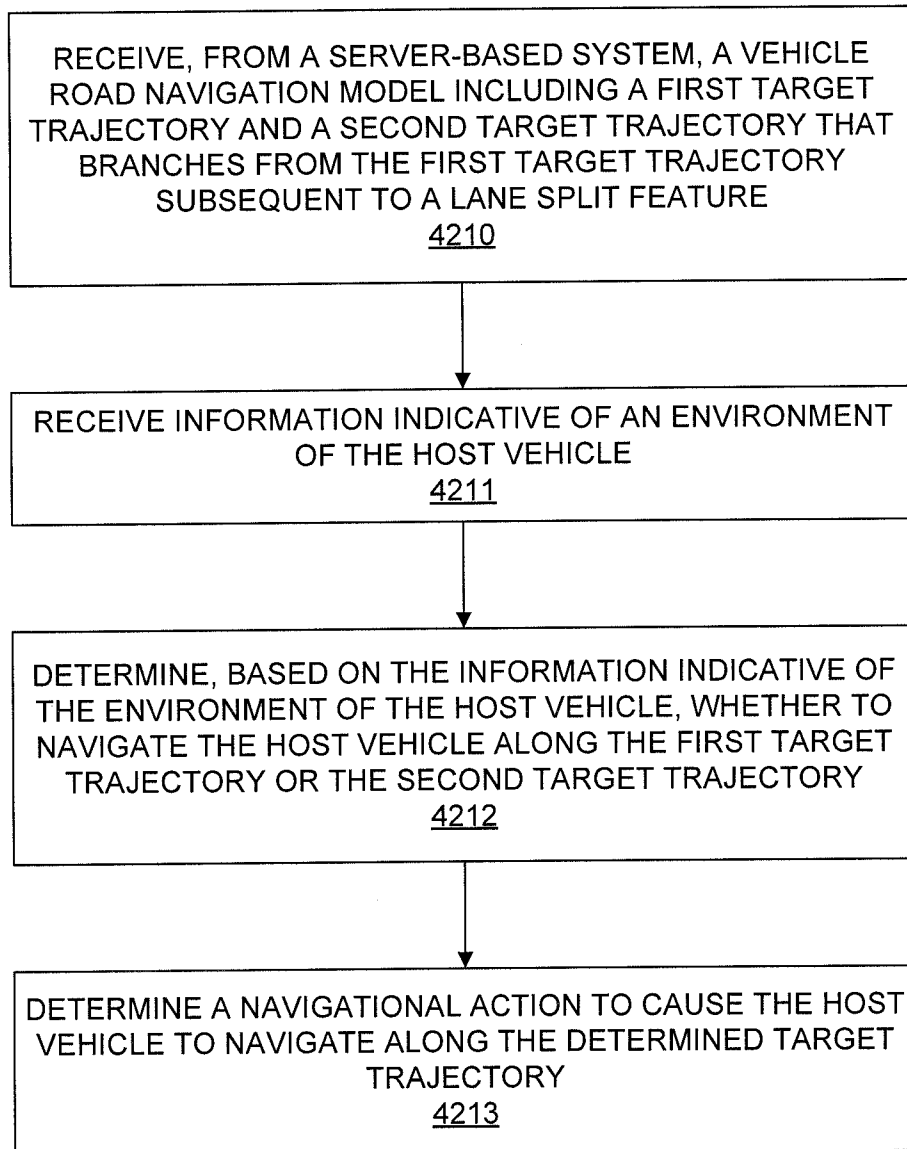 RECEIVE, FROM A SERVER-BASED SYSTEM, A VEHICLE
ROAD NAVIGATION MODEL INCLUDING A FIRST TARGET
TRAJECTORY AND A SECOND TARGET TRAJECTORY THAT
BRANCHES FROM THE FIRST TARGET TRAJECTORY
SUBSEQUENT TO A LANE SPLIT FEATURE
4210
RECEIVE INFORMATION INDICATIVE OF AN ENVIRONMENT
OF THE HOST VEHICLE
4211
DETERMINE, BASED ON THE INFORMATION INDICATIVE OF
THE ENVIRONMENT OF THE HOST VEHICLE, WHETHER TO
NAVIGATE THE HOST VEHICLE ALONG THE FIRST TARGET
TRAJECTORY OR THE SECOND TARGET TRAJECTORY
4212
DETERMINE A NAVIGATIONAL ACTION TO CAUSE THE HOST
VEHICLE TO NAVIGATE ALONG THE DETERMINED TARGET
TRAJECTORY
4213